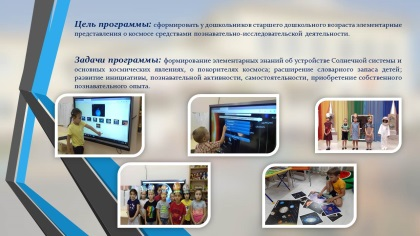 Цель программы: сформировать у дошкольников старшего дошкольного возраста элементарные
представления о космосе средствами познавательно-исследовательской деятельности.
Задачи программы: формирование элементарных знаний об устройстве Солнечной системы и
основных космических явлениях, о покорителях космоса; расширение словарного запаса детей;
развитие инициативы, познавательной активности, самостоятельности, приобретение собственного
познавательного опыта.